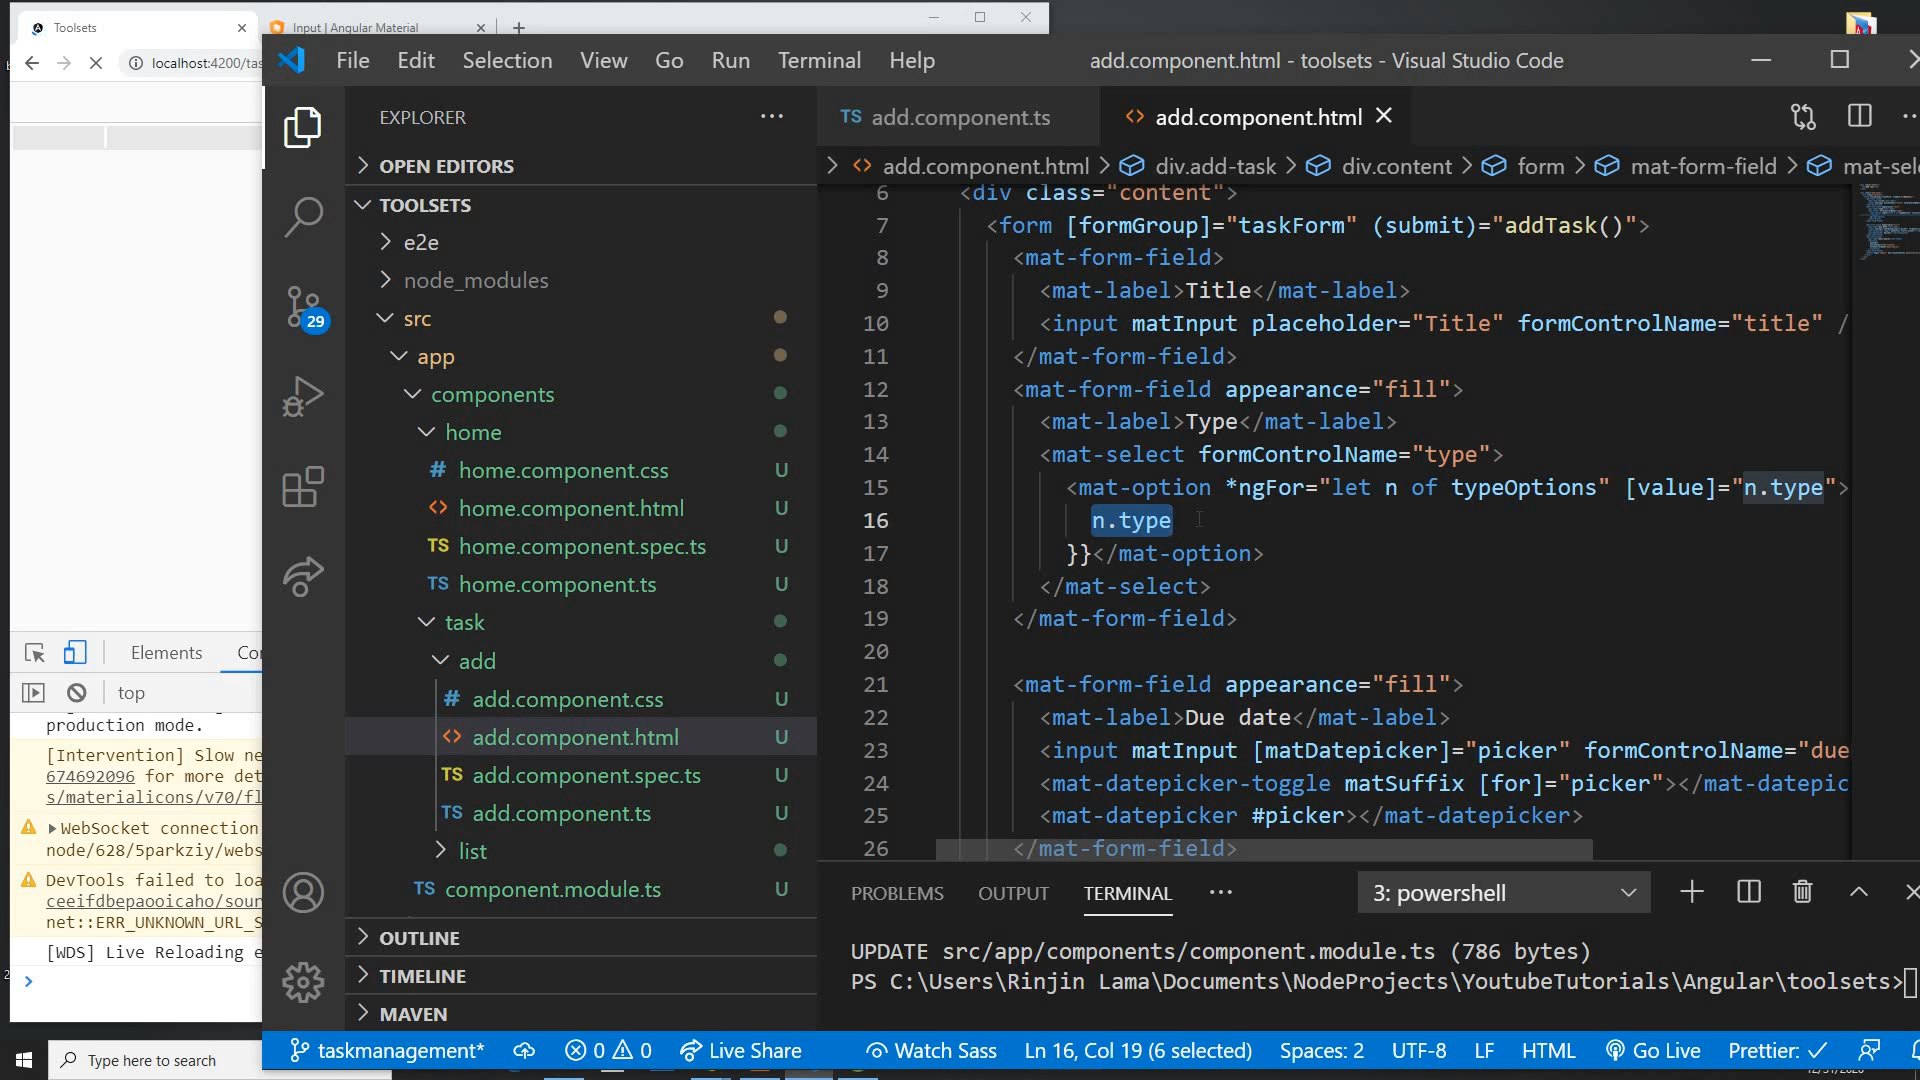 Toolsets
Input | Angular Material
localhost:4200/tas
File Edit Selection View Go Run Terminal Help
add.component.html - toolsets - Visual Studio Code
EXPLORER
TS add.component.ts
<> add.component.html
OPEN EDITORS
<> add.component.html > div.add-task > div.content > form > mat-form-field > mat-sele
TOOLSETS
e2e
node_modules
src
app
components
home
# home.component.css U
<> home.component.html U
TS home.component.spec.ts U
TS home.component.ts U
task
add
# add.component.css U
<> add.component.html U
TS add.component.spec.ts U
TS add.component.ts U
list
TS component.module.ts U
OUTLINE
TIMELINE
MAVEN
29
6 <div class="content">
7 <form [formGroup]="taskForm" (submit)="addTask()">
8 <mat-form-field>
9 <mat-label>Title</mat-label>
10 <input matInput placeholder="Title" formControlName="title" /
11 </mat-form-field>
12 <mat-form-field appearance="fill">
13 <mat-label>Type</mat-label>
14 <mat-select formControlName="type">
15 <mat-option *ngFor="let n of typeOptions" [value]="n.type">
16 n.type
17 }}</mat-option>
18 </mat-select>
19 </mat-form-field>
20
21 <mat-form-field appearance="fill">
22 <mat-label>Due date</mat-label>
23 <input matInput [matDatepicker]="picker" formControlName="due
24 <mat-datepicker-toggle matSuffix [for]="picker"></mat-datepic
25 <mat-datepicker #picker></mat-datepicker>
26 </mat-form-field>
PROBLEMS OUTPUT TERMINAL
3: powershell
UPDATE src/app/components/component.module.ts (786 bytes)
PS C:\Users\Rinjin Lama\Documents\NodeProjects\YoutubeTutorials\Angular\toolsets>
Elements Co
top
production mode.
[Intervention] Slow ne
674692096 for more det
s/materialicons/v70/fl
WebSocket connection
node/628/5parkziy/webs
DevTools failed to loa
ceeifdbepaooicaho/soun
net::ERR_UNKNOWN_URL_S
[WDS] Live Reloading e
taskmanagement* 0 0 Live Share Watch Sass Ln 16, Col 19 (6 selected) Spaces: 2 UTF-8 LF HTML Go Live Prettier: ✓
Type here to search
12/31/2020